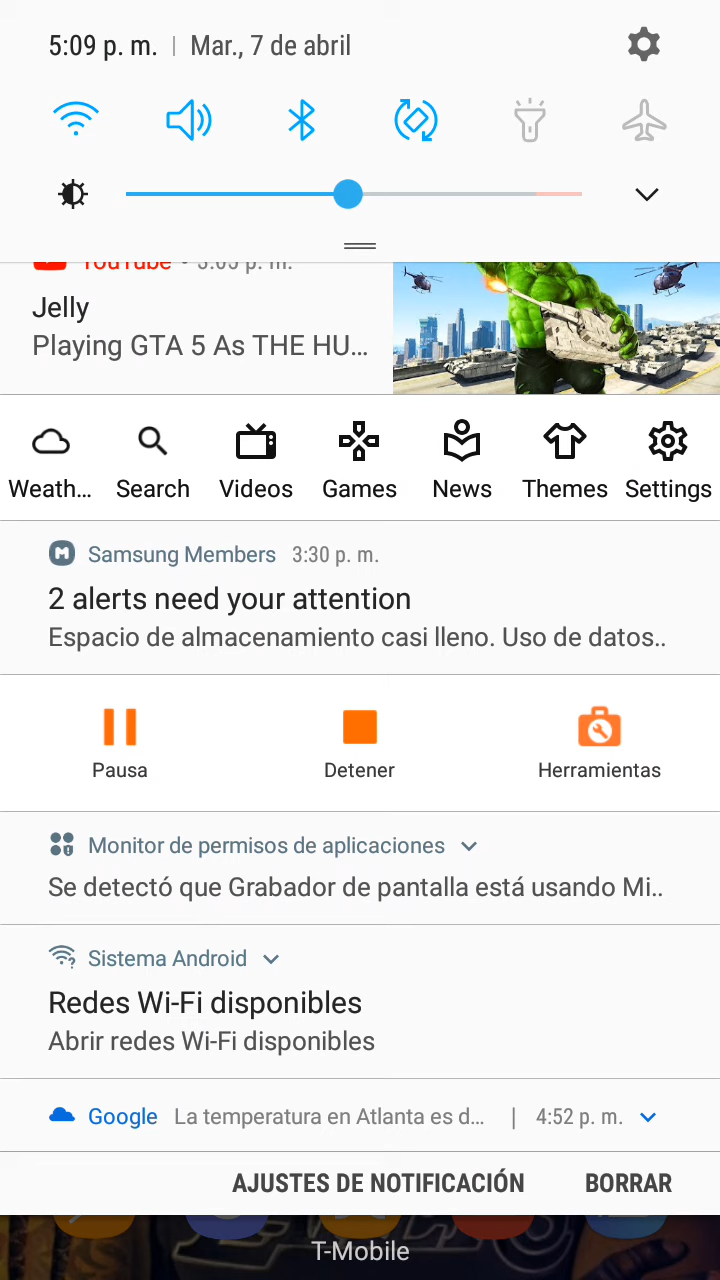 5:09 p. m. | Mar., 7 de abril
YouTube • 3:05 p. m.
Jelly
Playing GTA 5 As THE HU...
Weath... Search Videos Games News Themes Settings
Samsung Members 3:30 p. m.
2 alerts need your attention
Espacio de almacenamiento casi lleno. Uso de datos..
Pausa Detener Herramientas
Monitor de permisos de aplicaciones
Se detectó que Grabador de pantalla está usando Mi..
Sistema Android
Redes Wi-Fi disponibles
Abrir redes Wi-Fi disponibles
Google La temperatura en Atlanta es d... | 4:52 p. m.
AJUSTES DE NOTIFICACIÓN BORRAR
T-Mobile